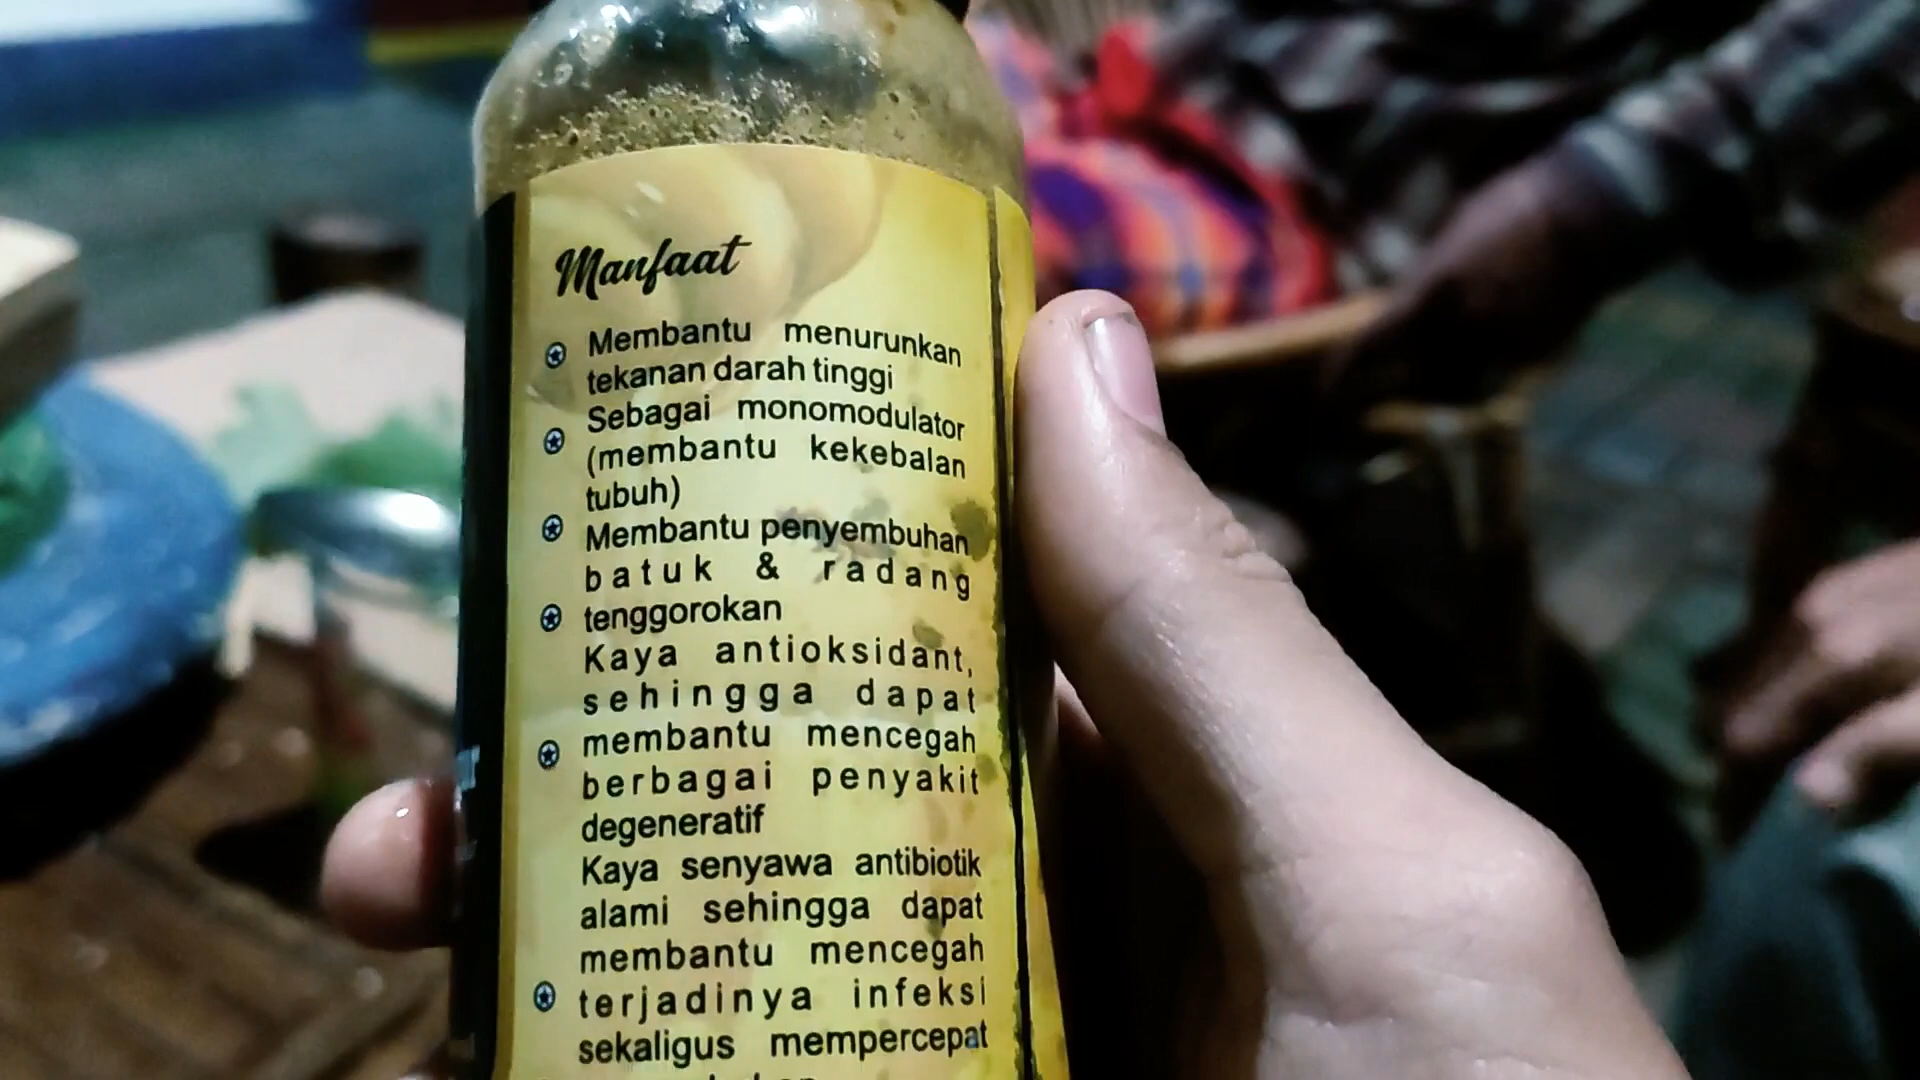 Manfaat
Membantu menurunkan
tekanan darah tinggi
Sebagai monomodulator
(membantu kekebalan
tubuh)
Membantu penyembuhan
batuk & radang
tenggorokan
Kaya antioksidant,
sehingga dapat
membantu mencegah
berbagai penyakit
degeneratif
Kaya senyawa antibiotik
alami sehingga dapat
membantu mencegah
terjadinya infeksi
sekaligus mempercepat